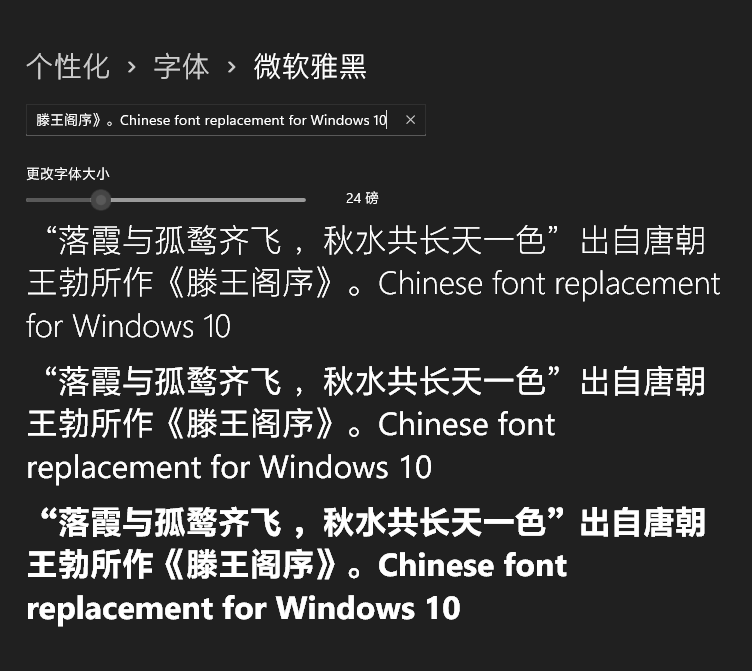 个性化 › 字体 › 微软雅黑
滕王阁序》。Chinese font replacement for Windows 10
更改字体大小
24 磅
“落霞与孤鹜齐飞 ，秋水共长天一色”出自唐朝
王勃所作《滕王阁序》。Chinese font replacement
for Windows 10
“落霞与孤鹜齐飞 ，秋水共长天一色”出自唐朝
王勃所作《滕王阁序》。Chinese font
replacement for Windows 10
“落霞与孤鹜齐飞 ，秋水共长天一色”出自唐朝
王勃所作《滕王阁序》。Chinese font
replacement for Windows 10